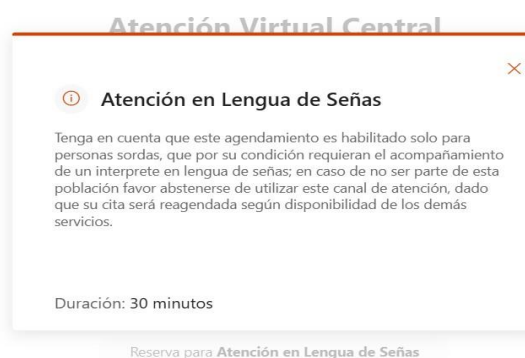 Atención Virtual Central
Atención en Lengua de Señas
Tenga en cuenta que este agendamiento es habilitado solo para
personas sordas, que por su condición requieran el acompañamiento
de un interprete en lengua de señas; en caso de no ser parte de esta
población favor abstenerse de utilizar este canal de atención, dado
que su cita será reagendada según disponibilidad de los demás
servicios.
Duración: 30 minutos
Reserva para Atención en Lengua de Señas